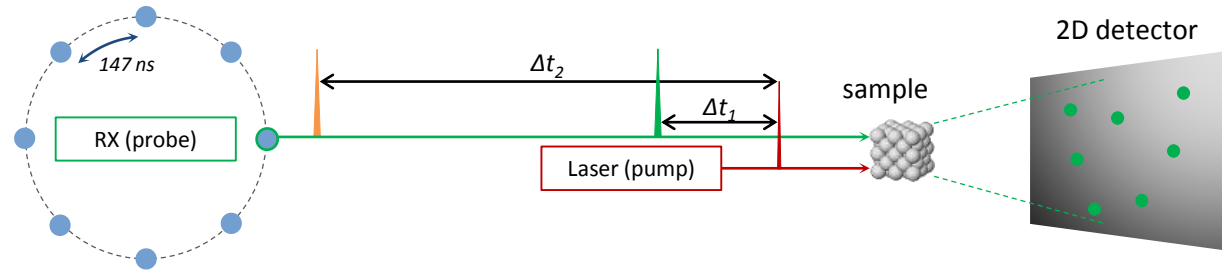 147 ns
RX (probe)
Δt₂
Δt₁
Laser (pump)
sample
2D detector